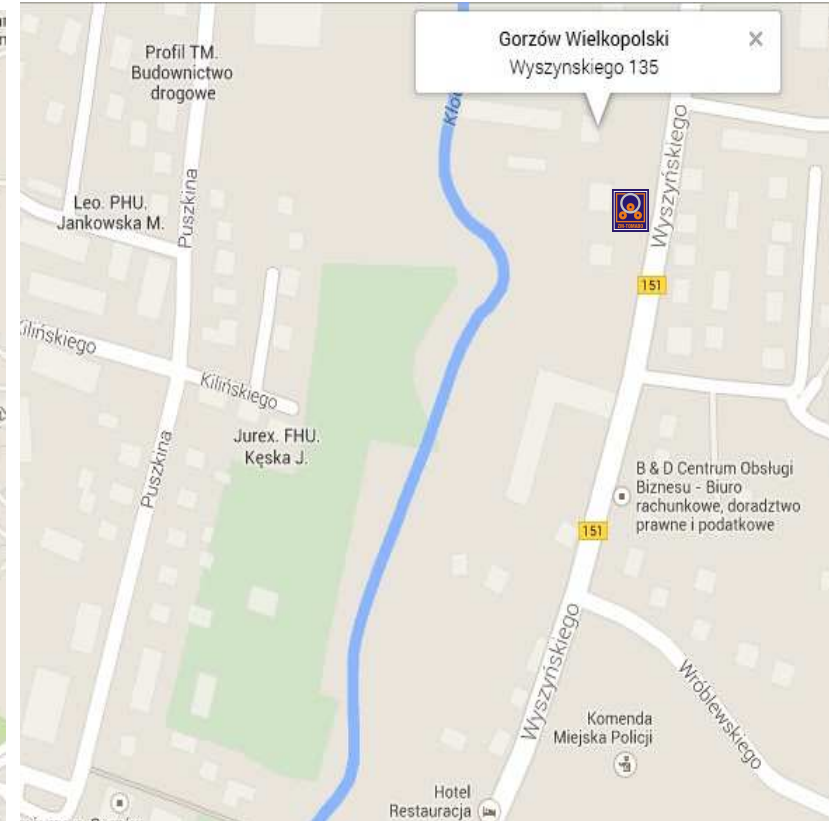 Gorzów Wielkopolski
Wyszynskiego 135
Profil TM.
Budownictwo
drogowe
Leo. PHU.
Jankowska M.
Puszkina
Wyszyńskiego
151
Kilińskiego
Jurex. FHU.
Kęska J.
Puszkina
B & D Centrum Obsługi
Biznesu - Biuro
rachunkowe, doradztwo
prawne i podatkowe
151
Wyszyńskiego
Wróblewskiego
Komenda
Miejska Policji
Hotel
Restauracja